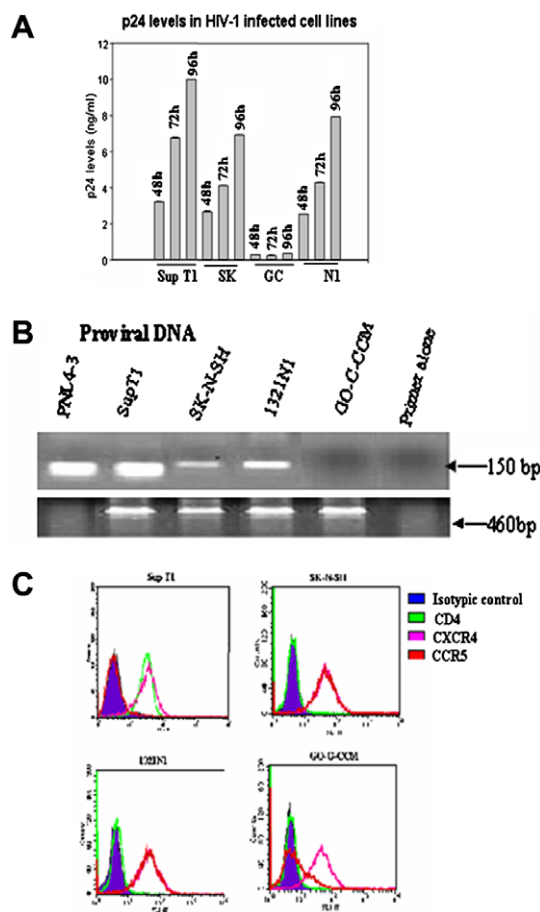 A
p24 levels in HIV-1 infected cell lines
p24 levels (ng/ml)
12
10
8
6
4
2
0
48h
72h
96h
48h
72h
96h
48h
72h
96h
48h
72h
96h
Sup T1
SK
GC
N1
B
Proviral DNA
PNL4-3
SupT1
SK-N-SH
1321N1
GO-G-CCM
Primer alone
150 bp
460bp
C
Sup T1
SK-N-SH
Isotypic control
CD4
CXCR4
CCR5
1321N1
GO-G-CCM